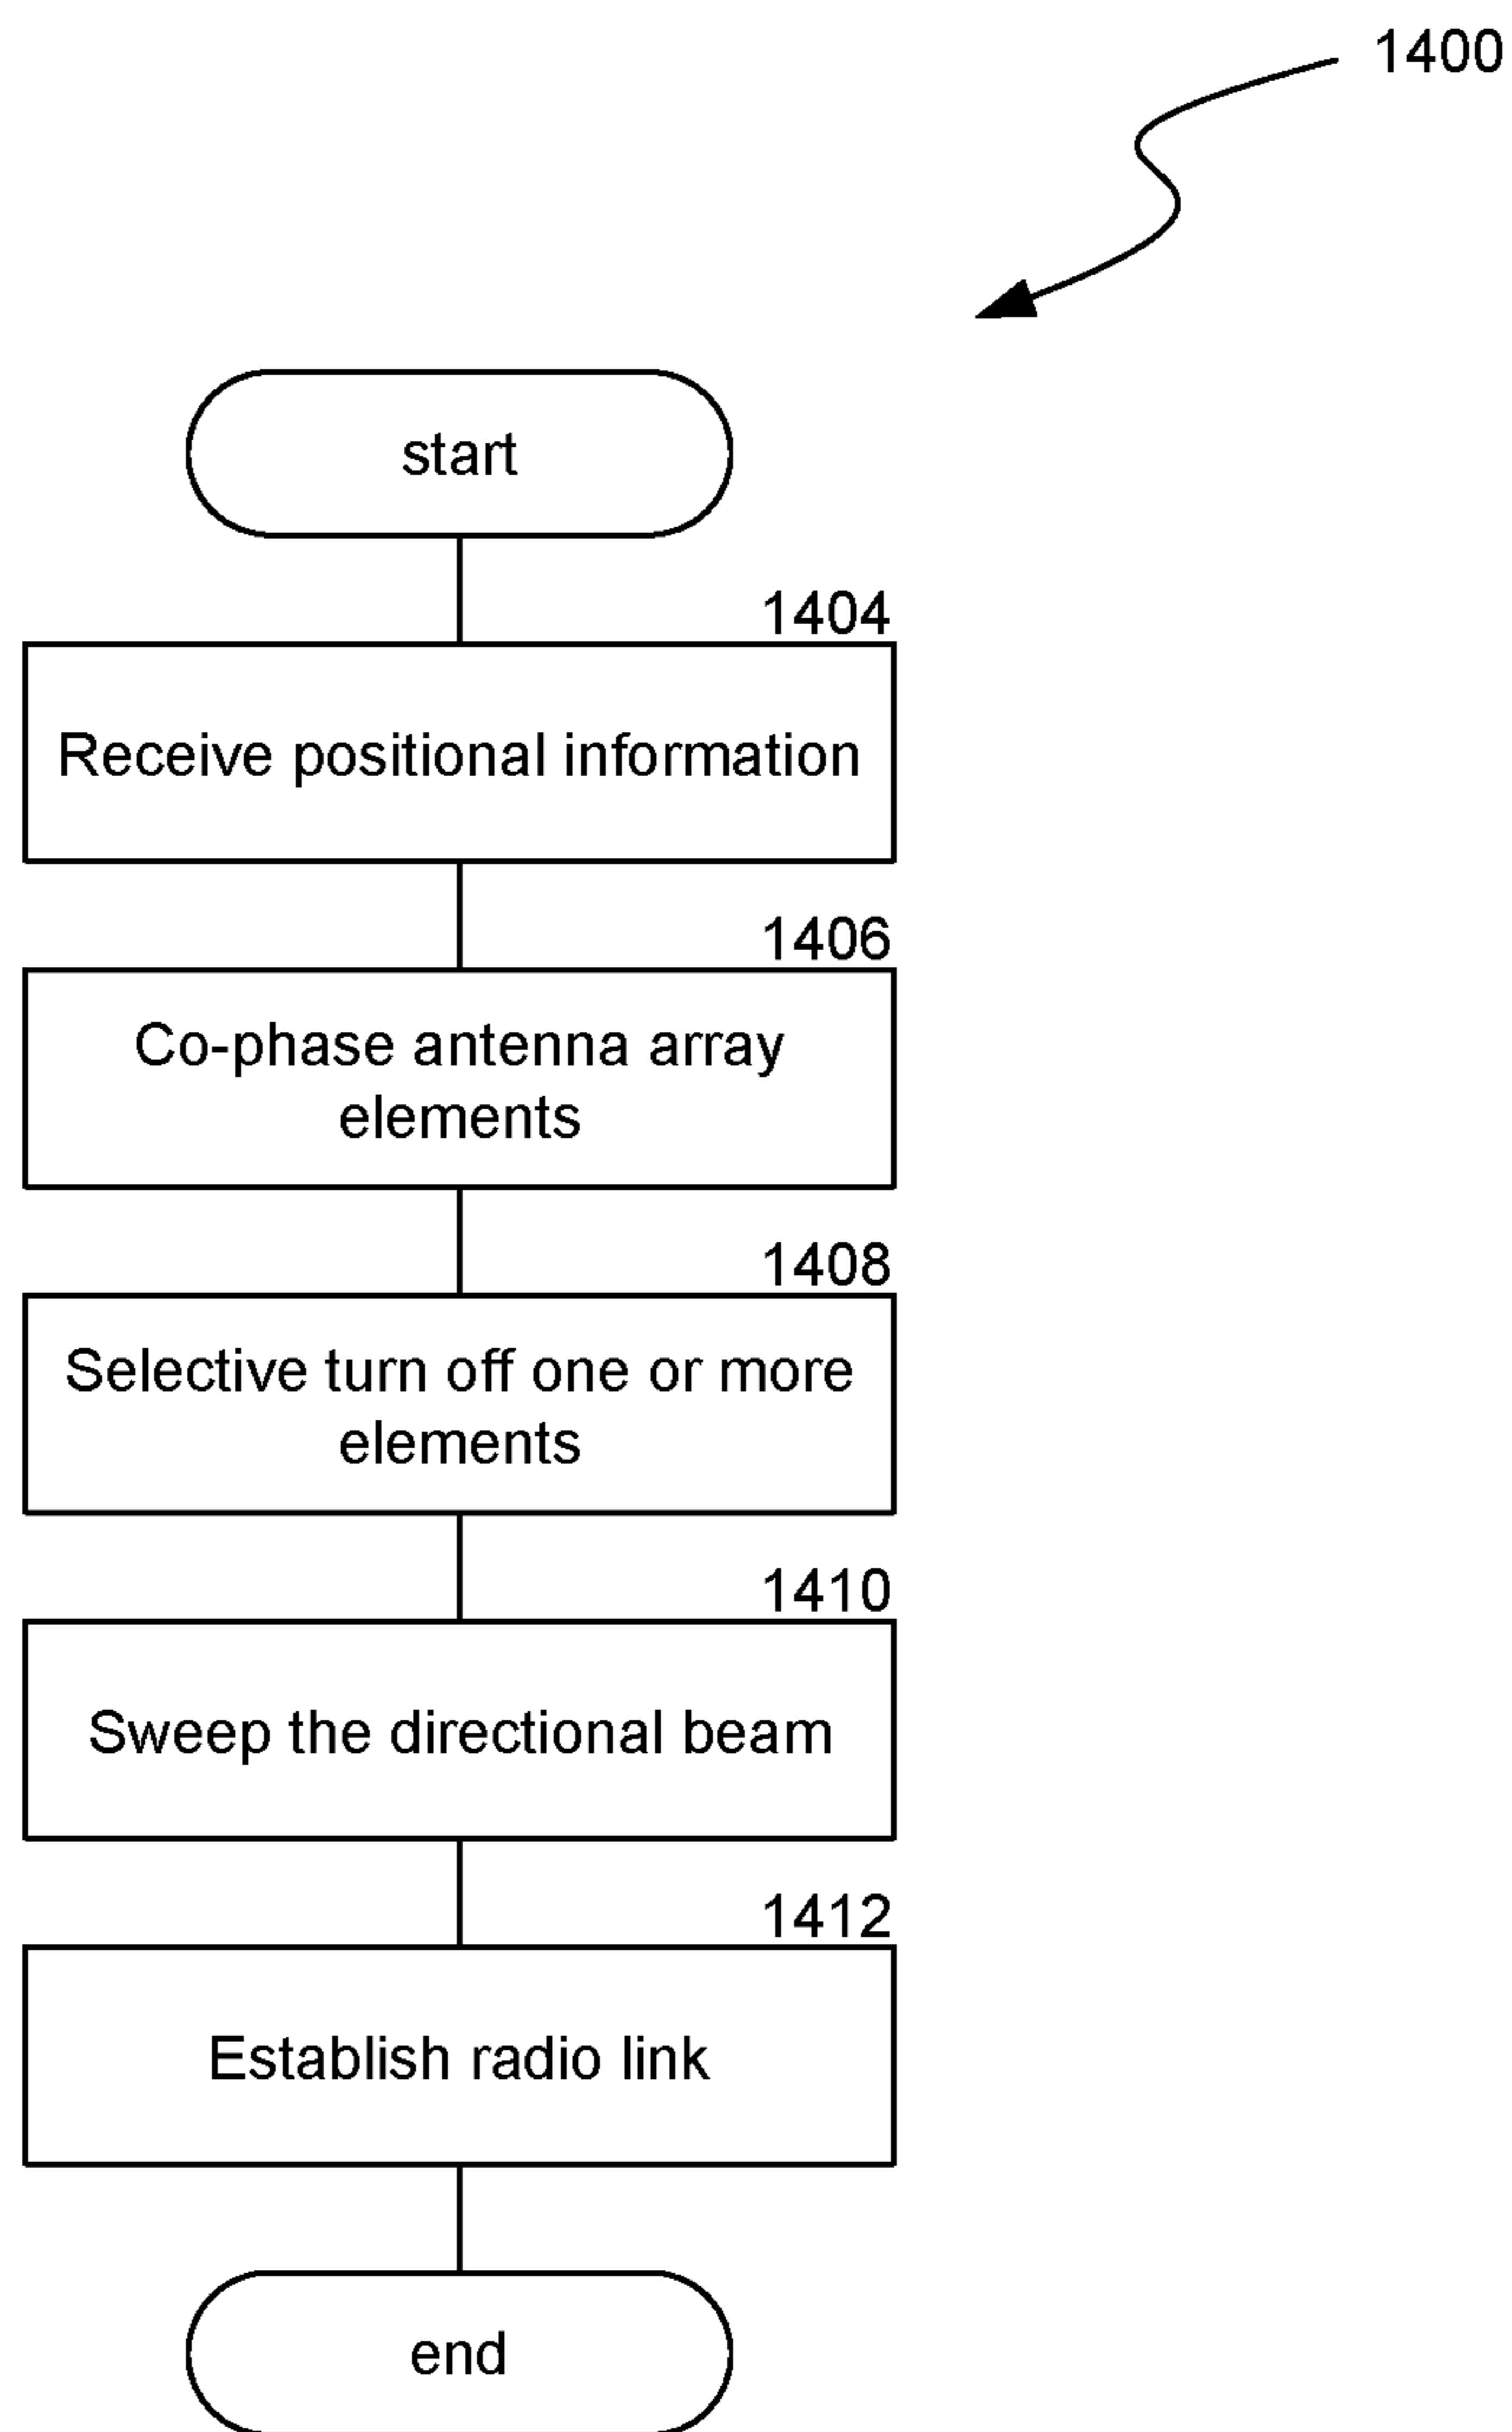 1400
start
1404
Receive positional information
1406
Co-phase antenna array
elements
1408
Selective turn off one or more
elements
1410
Sweep the directional beam
1412
Establish radio link
end